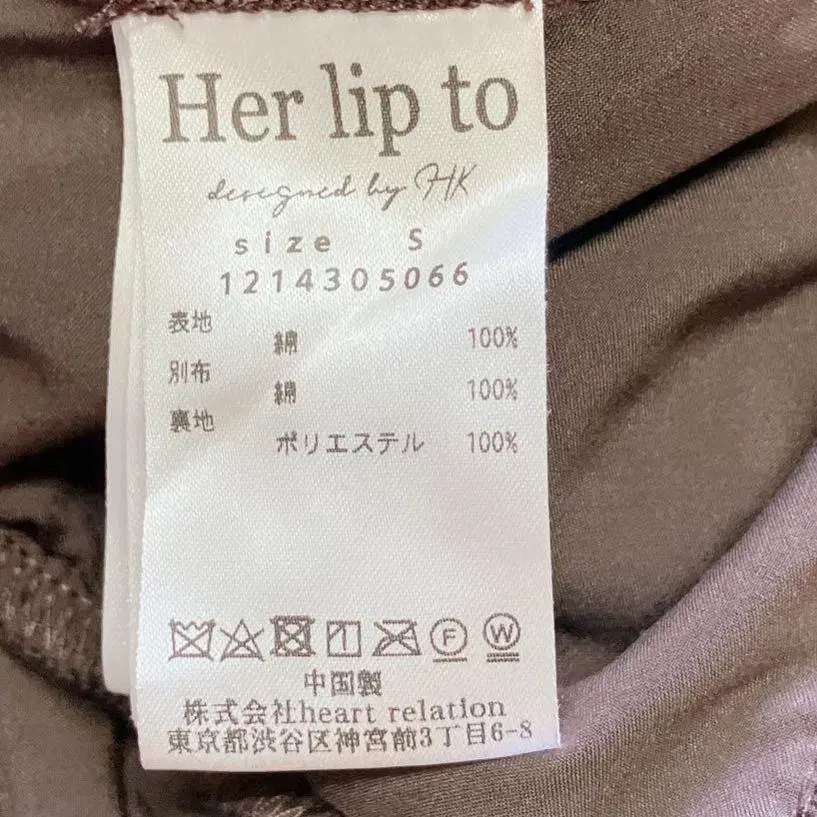 Her lip to
designed by HK
size S
1214305066
表地
綿 100%
別布
綿 100%
裏地
ポリエステル 100%
F W
中国製
株式会社heart relation
東京都渋谷区神宮前3丁目6-8